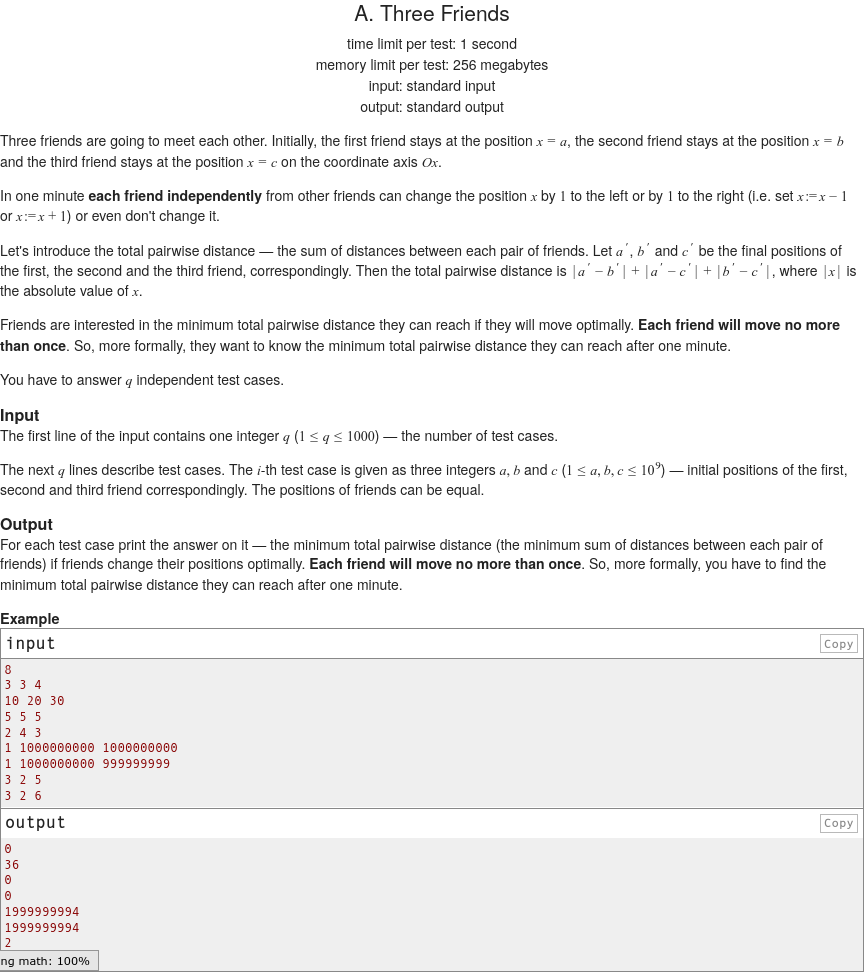 A. Three Friends
time limit per test: 1 second
memory limit per test: 256 megabytes
input: standard input
output: standard output
Three friends are going to meet each other. Initially, the first friend stays at the position x = a, the second friend stays at the position x = b
and the third friend stays at the position x = c on the coordinate axis Ox.
In one minute each friend independently from other friends can change the position x by 1 to the left or by 1 to the right (i.e. set x:=x − 1
or x:=x + 1) or even don't change it.
Let's introduce the total pairwise distance — the sum of distances between each pair of friends. Let a′, b′ and c′ be the final positions of
the first, the second and the third friend, correspondingly. Then the total pairwise distance is |a′ − b′| + |a′ − c′| + |b′ − c′|, where |x| is
the absolute value of x.
Friends are interested in the minimum total pairwise distance they can reach if they will move optimally. Each friend will move no more
than once. So, more formally, they want to know the minimum total pairwise distance they can reach after one minute.
You have to answer q independent test cases.
Input
The first line of the input contains one integer q (1 ≤ q ≤ 1000) — the number of test cases.
The next q lines describe test cases. The i-th test case is given as three integers a, b and c (1 ≤ a, b, c ≤ 10⁹) — initial positions of the first,
second and third friend correspondingly. The positions of friends can be equal.
Output
For each test case print the answer on it — the minimum total pairwise distance (the minimum sum of distances between each pair of
friends) if friends change their positions optimally. Each friend will move no more than once. So, more formally, you have to find the
minimum total pairwise distance they can reach after one minute.
Example
input Copy
8
3 3 4
10 20 30
5 5 5
2 4 3
1 1000000000 1000000000
1 1000000000 999999999
3 2 5
3 2 6
output Copy
0
36
0
0
1999999994
1999999994
2
ng math: 100%